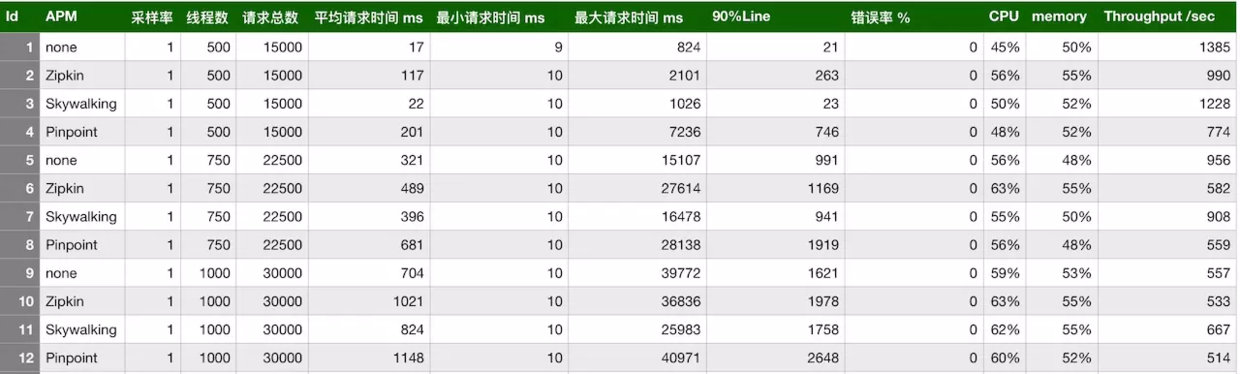 Id APM 采样率 线程数 请求总数 平均请求时间 ms 最小请求时间 ms 最大请求时间 ms 90%Line 错误率 % CPU memory Throughput /sec
1 none 1 500 15000 17 9 824 21 0 45% 50% 1385
2 Zipkin 1 500 15000 117 10 2101 263 0 56% 55% 990
3 Skywalking 1 500 15000 22 10 1026 23 0 50% 52% 1228
4 Pinpoint 1 500 15000 201 10 7236 746 0 48% 52% 774
5 none 1 750 22500 321 10 15107 991 0 56% 48% 956
6 Zipkin 1 750 22500 489 10 27614 1169 0 63% 55% 582
7 Skywalking 1 750 22500 396 10 16478 941 0 55% 50% 908
8 Pinpoint 1 750 22500 681 10 28138 1919 0 56% 48% 559
9 none 1 1000 30000 704 10 39772 1621 0 59% 53% 557
10 Zipkin 1 1000 30000 1021 10 36836 1978 0 63% 55% 533
11 Skywalking 1 1000 30000 824 10 25983 1758 0 62% 55% 667
12 Pinpoint 1 1000 30000 1148 10 40971 2648 0 60% 52% 514